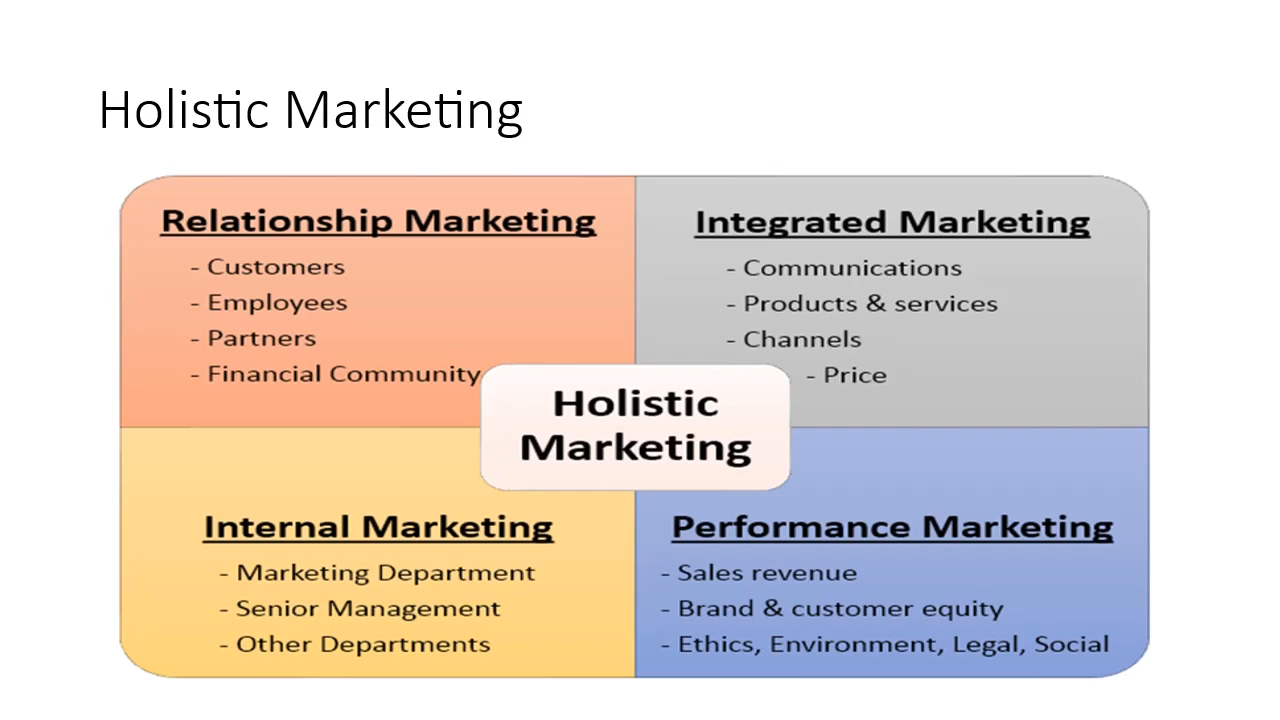 Holistic Marketing
Relationship Marketing
- Customers
- Employees
- Partners
- Financial Community
Integrated Marketing
- Communications
- Products & services
- Channels
- Price
Holistic
Marketing
Internal Marketing
- Marketing Department
- Senior Management
- Other Departments
Performance Marketing
- Sales revenue
- Brand & customer equity
- Ethics, Environment, Legal, Social